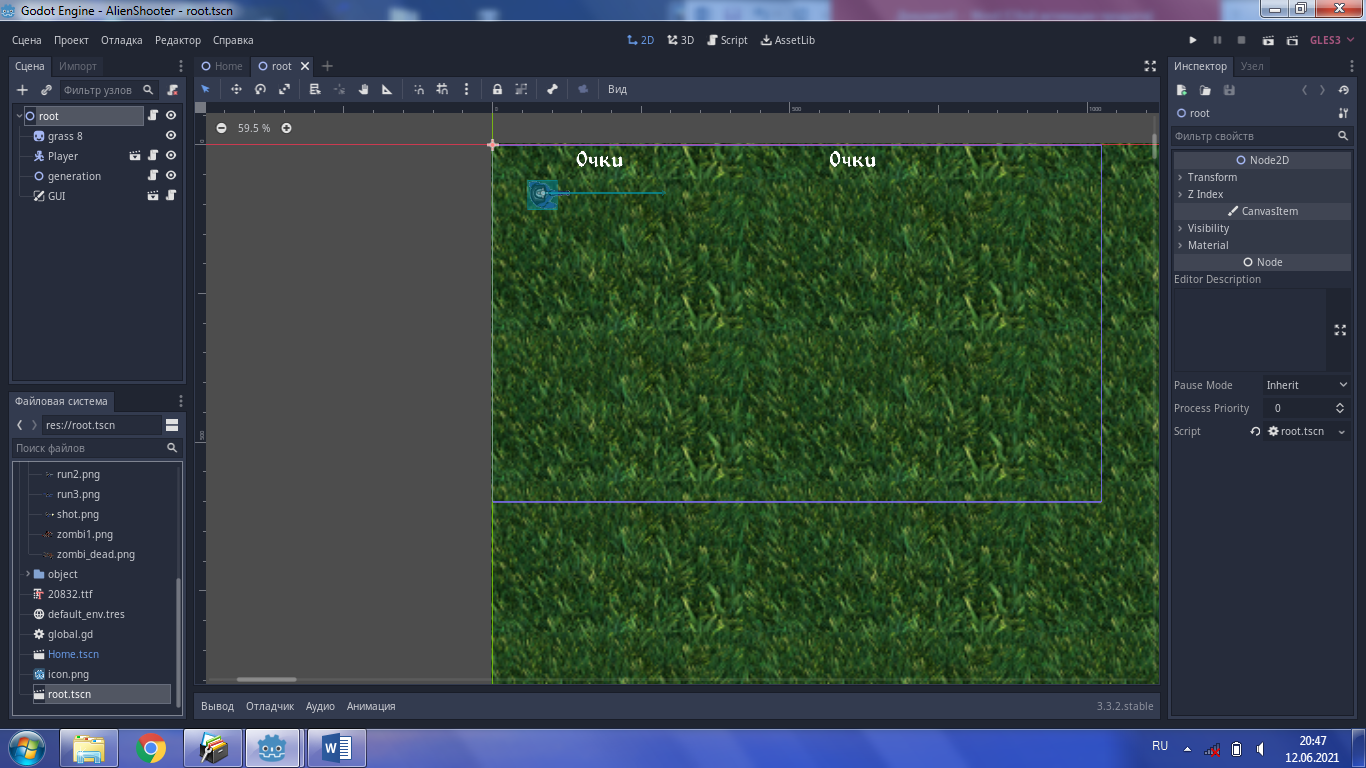 Godot Engine - AlienShooter - root.tscn
Сцена Проект Отладка Редактор Справка
2D 3D Script AssetLib
GLES3
Сцена Импорт
Home root
Инспектор Узел
Фильтр узлов
Вид
root
root
grass 8
Player
generation
GUI
59.5 %
0 500 1000
0
500
Очки Очки
Фильтр свойств
Node2D
Transform
Z Index
CanvasItem
Visibility
Material
Node
Editor Description
Pause Mode Inherit
Process Priority 0
Script root.tscn
Файловая система
res://root.tscn
Поиск файлов
run2.png
run3.png
shot.png
zombi1.png
zombi_dead.png
object
20832.ttf
default_env.tres
global.gd
Home.tscn
icon.png
root.tscn
Вывод Отладчик Аудио Анимация
3.3.2.stable
RU
20:47
12.06.2021